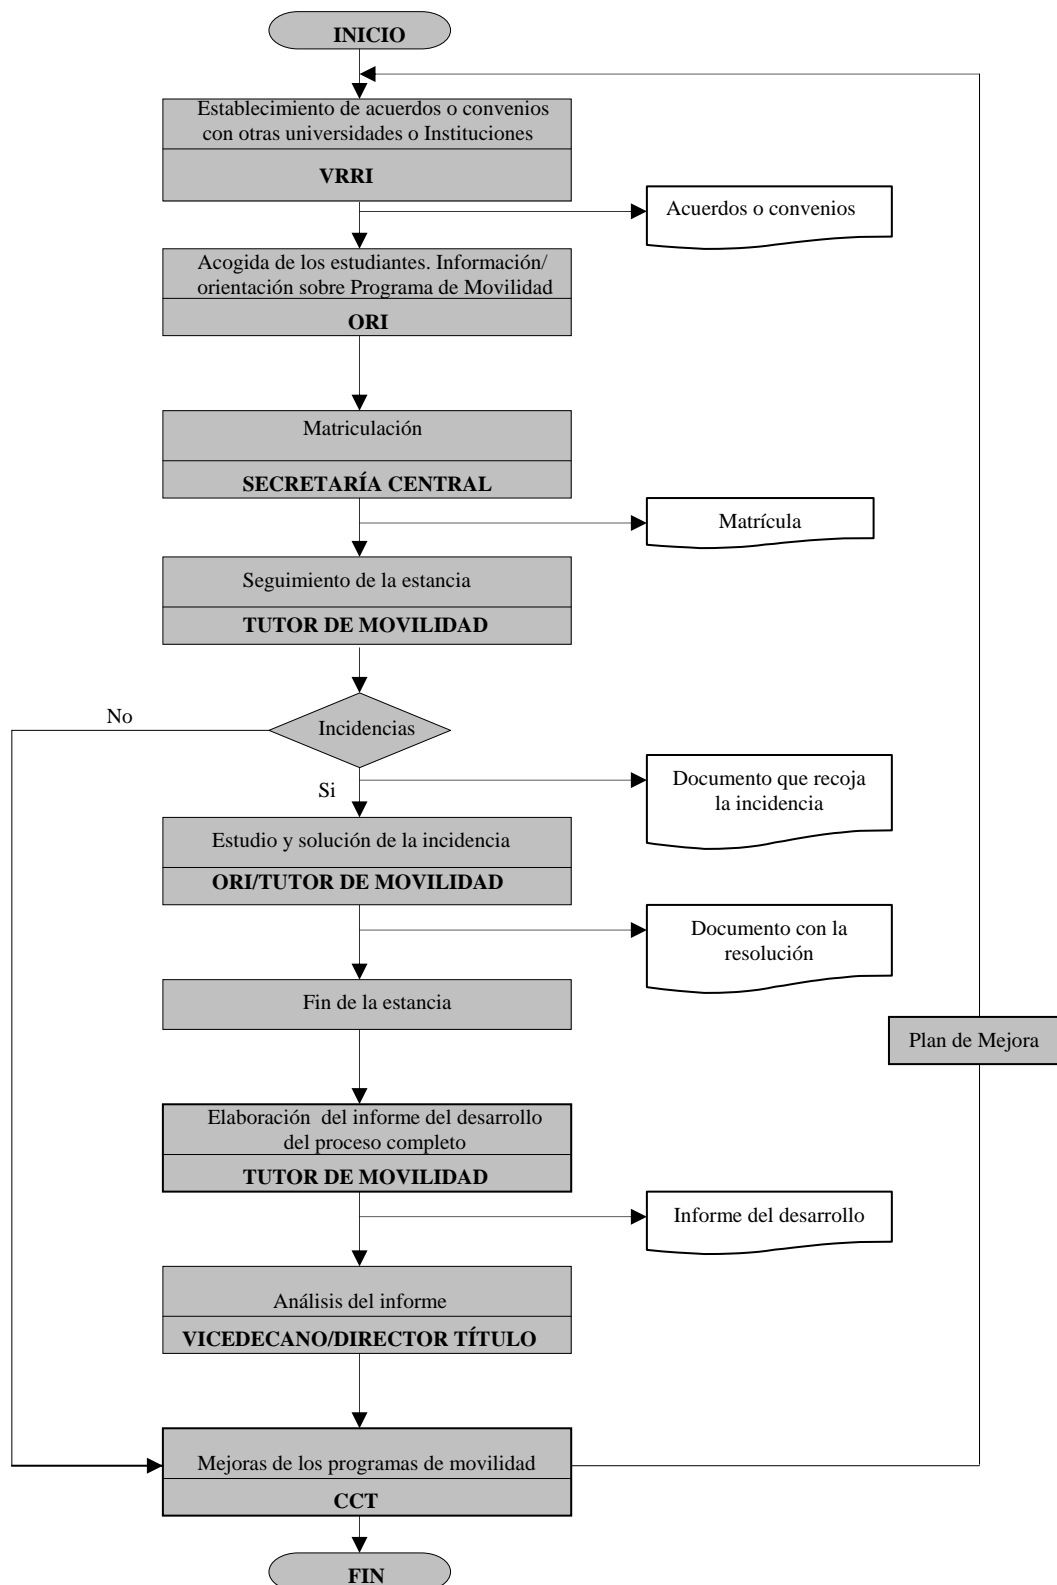 INICIO
Establecimiento de acuerdos o convenios
con otras universidades o Instituciones
VRRI
Acuerdos o convenios
Acogida de los estudiantes. Información/
orientación sobre Programa de Movilidad
ORI
Matriculación
SECRETARÍA CENTRAL
Matrícula
Seguimiento de la estancia
TUTOR DE MOVILIDAD
No
Incidencias
Si
Documento que recoja
la incidencia
Estudio y solución de la incidencia
ORI/TUTOR DE MOVILIDAD
Documento con la
resolución
Fin de la estancia
Plan de Mejora
Elaboración del informe del desarrollo
del proceso completo
TUTOR DE MOVILIDAD
Informe del desarrollo
Análisis del informe
VICEDECANO/DIRECTOR TÍTULO
Mejoras de los programas de movilidad
CCT
FIN